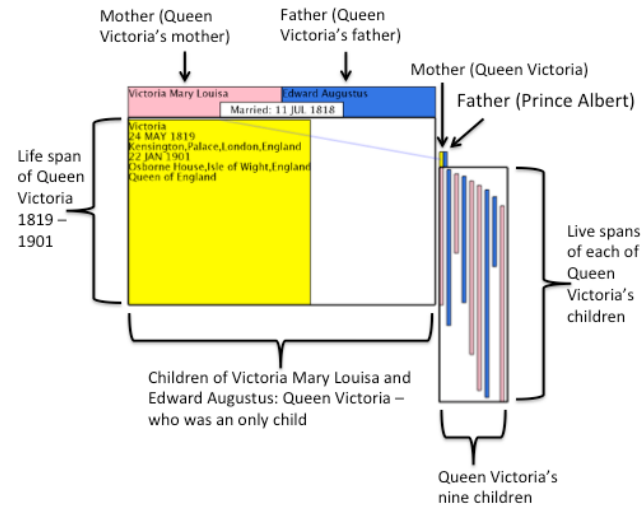 Mother (Queen
Victoria's mother)
Father (Queen
Victoria's father)
Mother (Queen Victoria)
Father (Prince Albert)
Victoria Mary Louisa
Edward Augustus
Married: 11 JUL 1818
Victoria
24 MAY 1819
Kensington,Palace,London,England
22 JAN 1901
Osborne House,Isle of Wight,England
Queen of England
Life span
of Queen
Victoria
1819 –
1901
Live spans
of each of
Queen
Victoria's
children
Children of Victoria Mary Louisa and
Edward Augustus: Queen Victoria –
who was an only child
Queen Victoria's
nine children